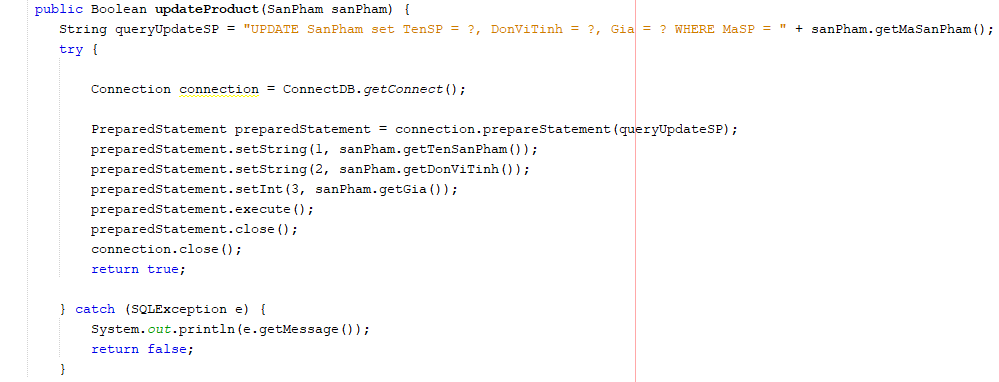 public Boolean updateProduct(SanPham sanPham) {
String queryUpdateSP = "UPDATE SanPham set TenSP = ?, DonViTinh = ?, Gia = ? WHERE MaSP = " + sanPham.getMaSanPham();
try {
Connection connection = ConnectDB.getConnect();
PreparedStatement preparedStatement = connection.prepareStatement(queryUpdateSP);
preparedStatement.setString(1, sanPham.getTenSanPham());
preparedStatement.setString(2, sanPham.getDonViTinh());
preparedStatement.setInt(3, sanPham.getGia());
preparedStatement.execute();
preparedStatement.close();
connection.close();
return true;
} catch (SQLException e) {
System.out.println(e.getMessage());
return false;
}